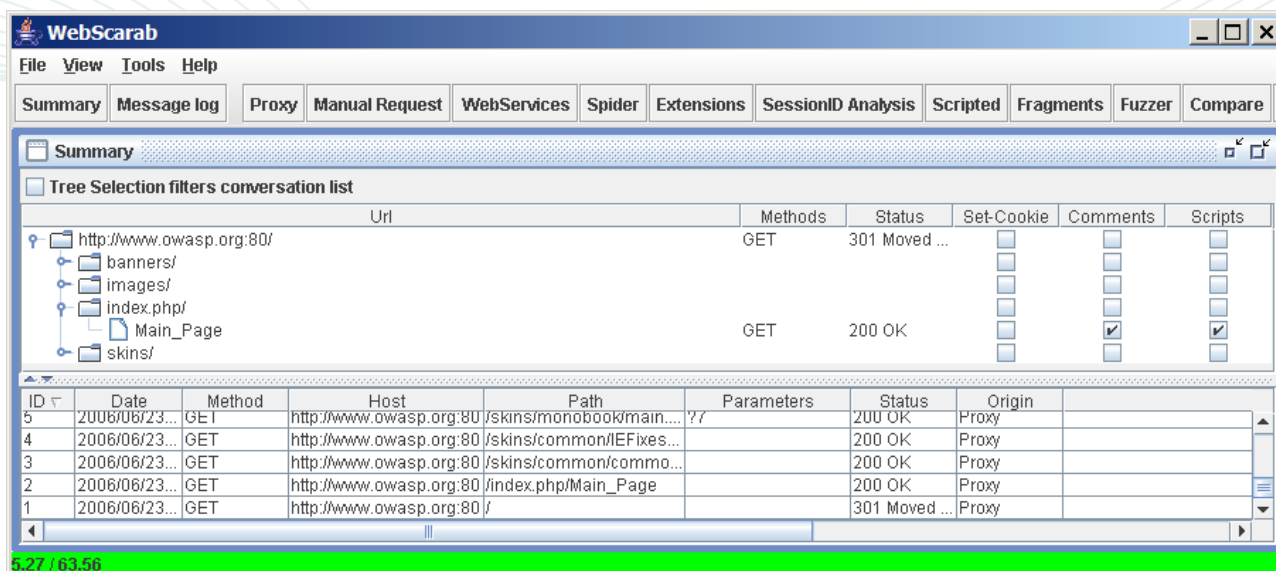 WebScarab
File View Tools Help
Summary Message log Proxy Manual Request WebServices Spider Extensions SessionID Analysis Scripted Fragments Fuzzer Compare
Summary
Tree Selection filters conversation list
Url Methods Status Set-Cookie Comments Scripts
http://www.owasp.org:80/ GET 301 Moved ...
banners/
images/
index.php/
Main_Page GET 200 OK
skins/
ID Date Method Host Path Parameters Status Origin
5 2006/06/23... GET http://www.owasp.org:80 /skins/monobook/main.... ?7 200 OK Proxy
4 2006/06/23... GET http://www.owasp.org:80 /skins/common/IEFixes... 200 OK Proxy
3 2006/06/23... GET http://www.owasp.org:80 /skins/common/commo... 200 OK Proxy
2 2006/06/23... GET http://www.owasp.org:80 /index.php/Main_Page 200 OK Proxy
1 2006/06/23... GET http://www.owasp.org:80 / 301 Moved ... Proxy
5.27 / 63.56